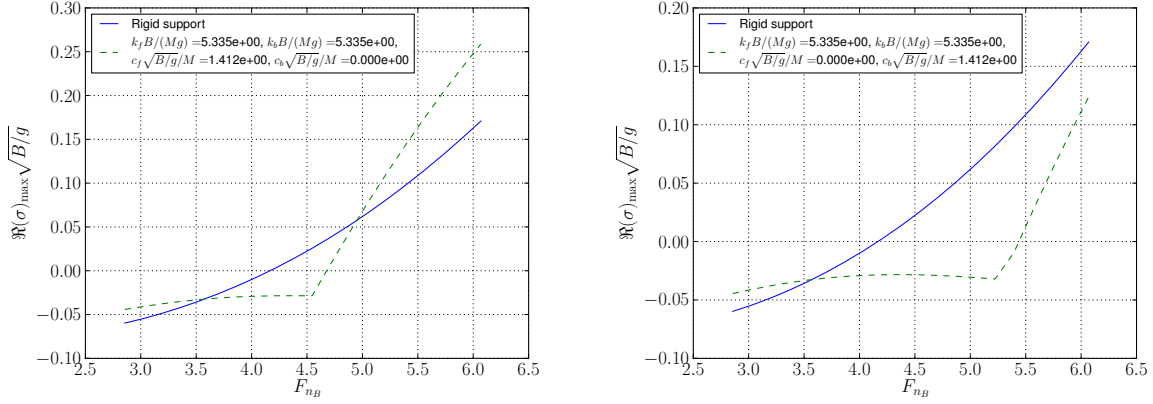 0.30
0.25
0.20
0.15
0.10
0.05
0.00
−0.05
−0.10
ℜ(σ)max√B/g
Rigid support
k_f B/(Mg) =5.335e+00, k_b B/(Mg) =5.335e+00,
c_f √B/g/M =1.412e+00, c_b √B/g/M =0.000e+00
2.5 3.0 3.5 4.0 4.5 5.0 5.5 6.0 6.5
F_{n_B}
0.20
0.15
0.10
0.05
0.00
−0.05
−0.10
ℜ(σ)max√B/g
Rigid support
k_f B/(Mg) =5.335e+00, k_b B/(Mg) =5.335e+00,
c_f √B/g/M =0.000e+00, c_b √B/g/M =1.412e+00
2.5 3.0 3.5 4.0 4.5 5.0 5.5 6.0 6.5
F_{n_B}